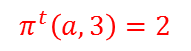 π^t(a, 3) = 2